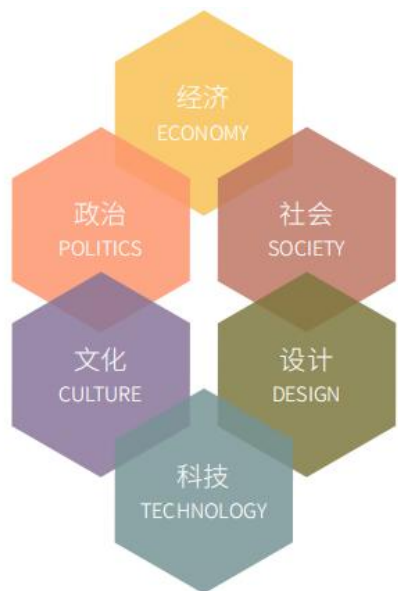 经济
ECONOMY
政治
POLITICS
社会
SOCIETY
文化
CULTURE
设计
DESIGN
科技
TECHNOLOGY